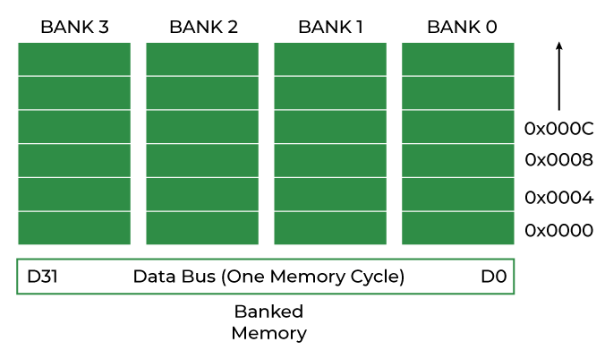 BANK 3 BANK 2 BANK 1 BANK 0
0x000C
0x0008
0x0004
0x0000
D31 Data Bus (One Memory Cycle) D0
Banked
Memory